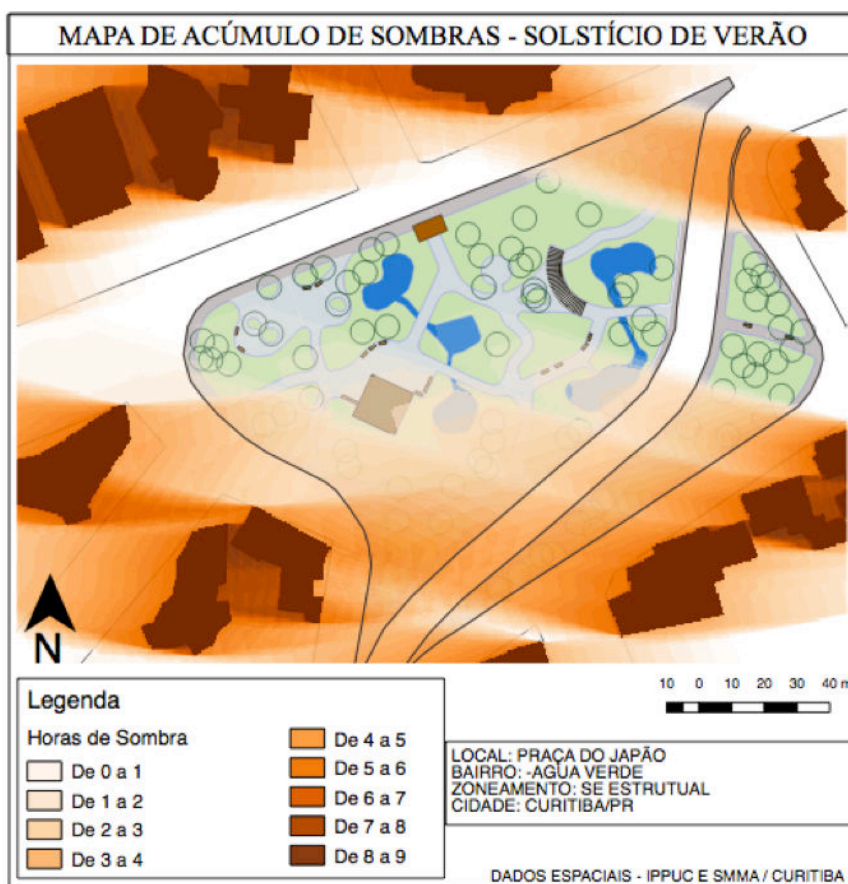 MAPA DE ACÚMULO DE SOMBRAS - SOLSTÍCIO DE VERÃO
N
Legenda
Horas de Sombra
De 0 a 1
De 1 a 2
De 2 a 3
De 3 a 4
De 4 a 5
De 5 a 6
De 6 a 7
De 7 a 8
De 8 a 9
10 0 10 20 30 40 m
LOCAL: PRAÇA DO JAPÃO
BAIRRO: -AGUA VERDE
ZONEAMENTO: SE ESTRUTUAL
CIDADE: CURITIBA/PR
DADOS ESPACIAIS - IPPUC E SMMA / CURITIBA